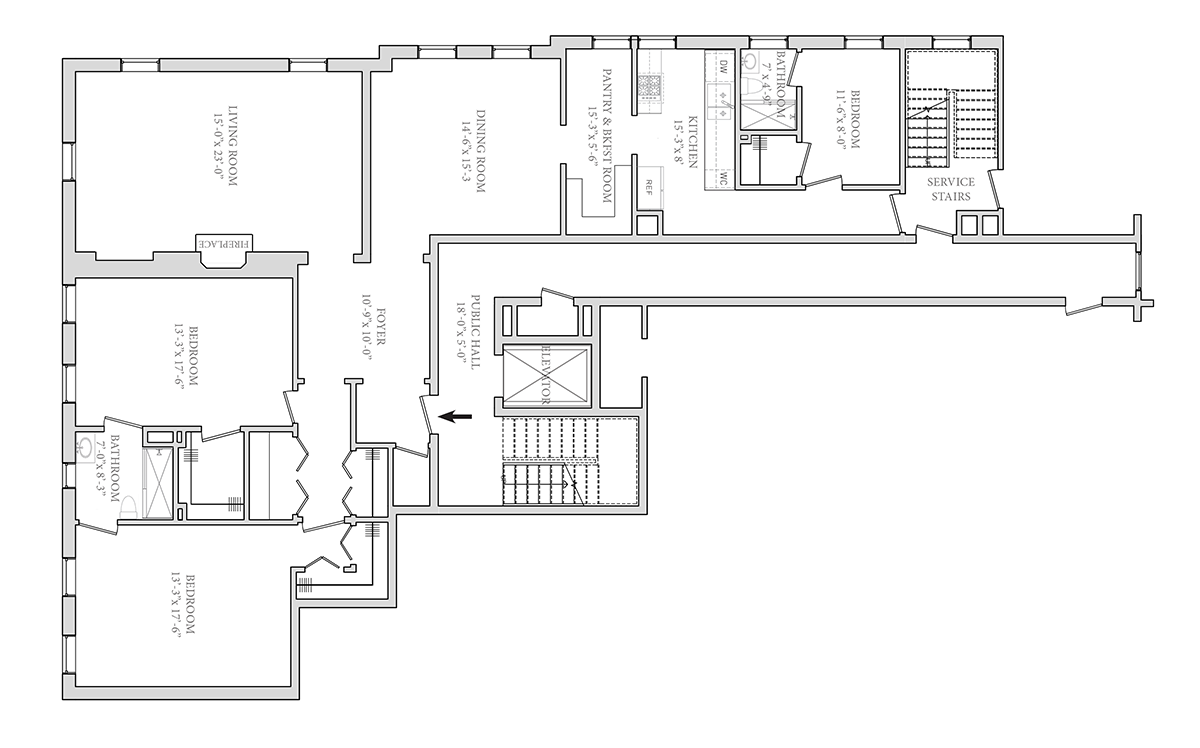 LIVING ROOM
15'-0"x 23'-0"
DINING ROOM
14'-6"x 15'-3
PANTRY & BKFST ROOM
15'-3"x 5'-6"
KITCHEN
15'-3"x 8'
DW
WC
REF
BATHROOM
7' x 4'-9"
BEDROOM
11'-6"x 8'-0"
SERVICE
STAIRS
FIREPLACE
FOYER
10'-9"x 10'-0"
PUBLIC HALL
18'-0"x 5'-0"
ELEVATOR
BEDROOM
13'-3"x 17'-6"
BATHROOM
7'-0"x 8'-3"
BEDROOM
13'-3"x 17'-6"